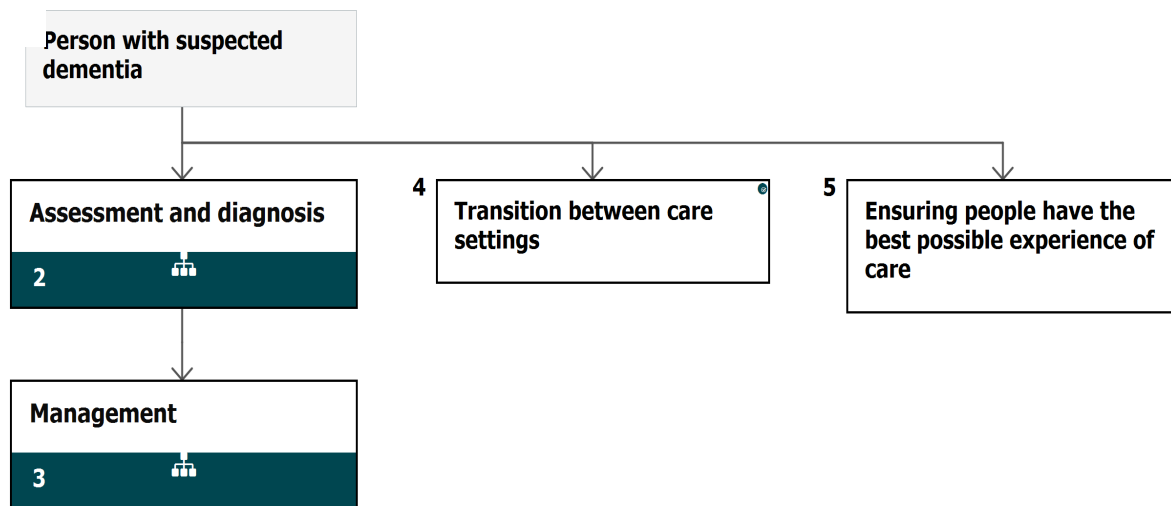 Person with suspected
dementia
Assessment and diagnosis
2
4
Transition between care
settings
5
Ensuring people have the
best possible experience of
care
Management
3